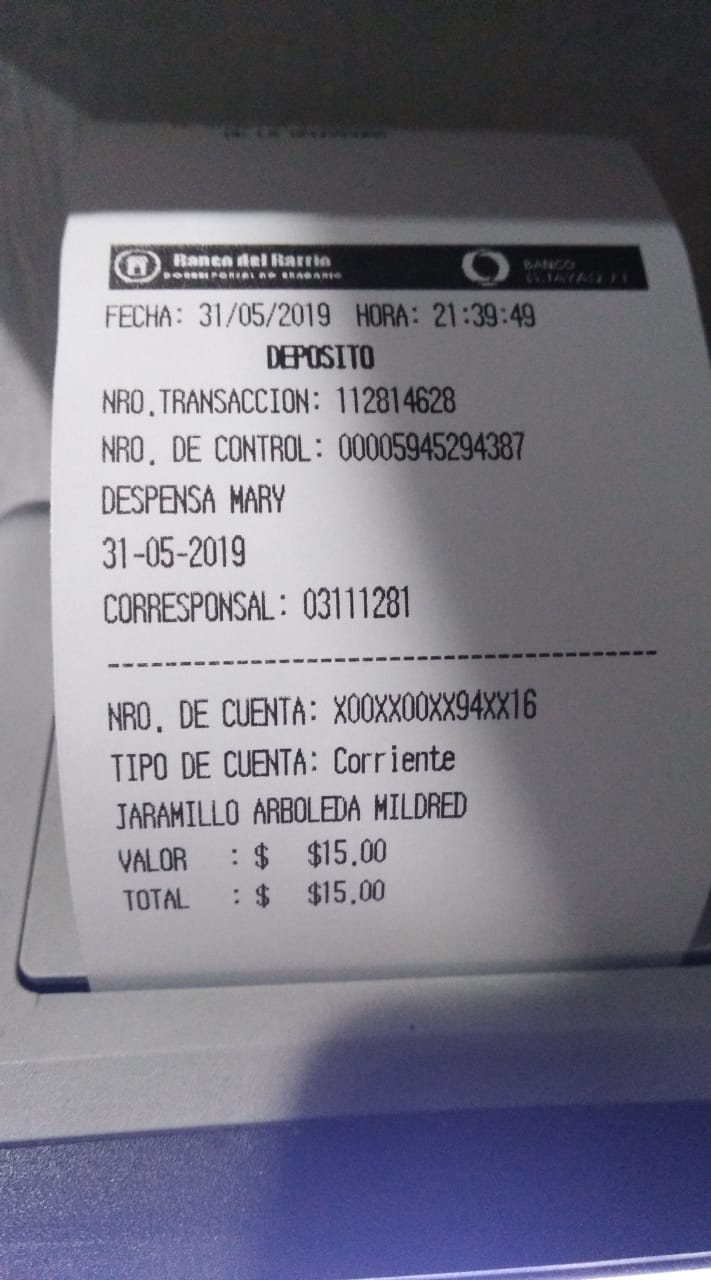 Banco del Barrio
BANCO
GUAYAQUIL
FECHA: 31/05/2019 HORA: 21:39:49
DEPOSITO
NRO.TRANSACCION: 112814628
NRO. DE CONTROL: 00005945294387
DESPENSA MARY
31-05-2019
CORRESPONSAL: 03111281
--------------------------------------------------
NRO. DE CUENTA: X00XX00XX94XX16
TIPO DE CUENTA: Corriente
JARAMILLO ARBOLEDA MILDRED
VALOR : $ $15.00
TOTAL : $ $15.00